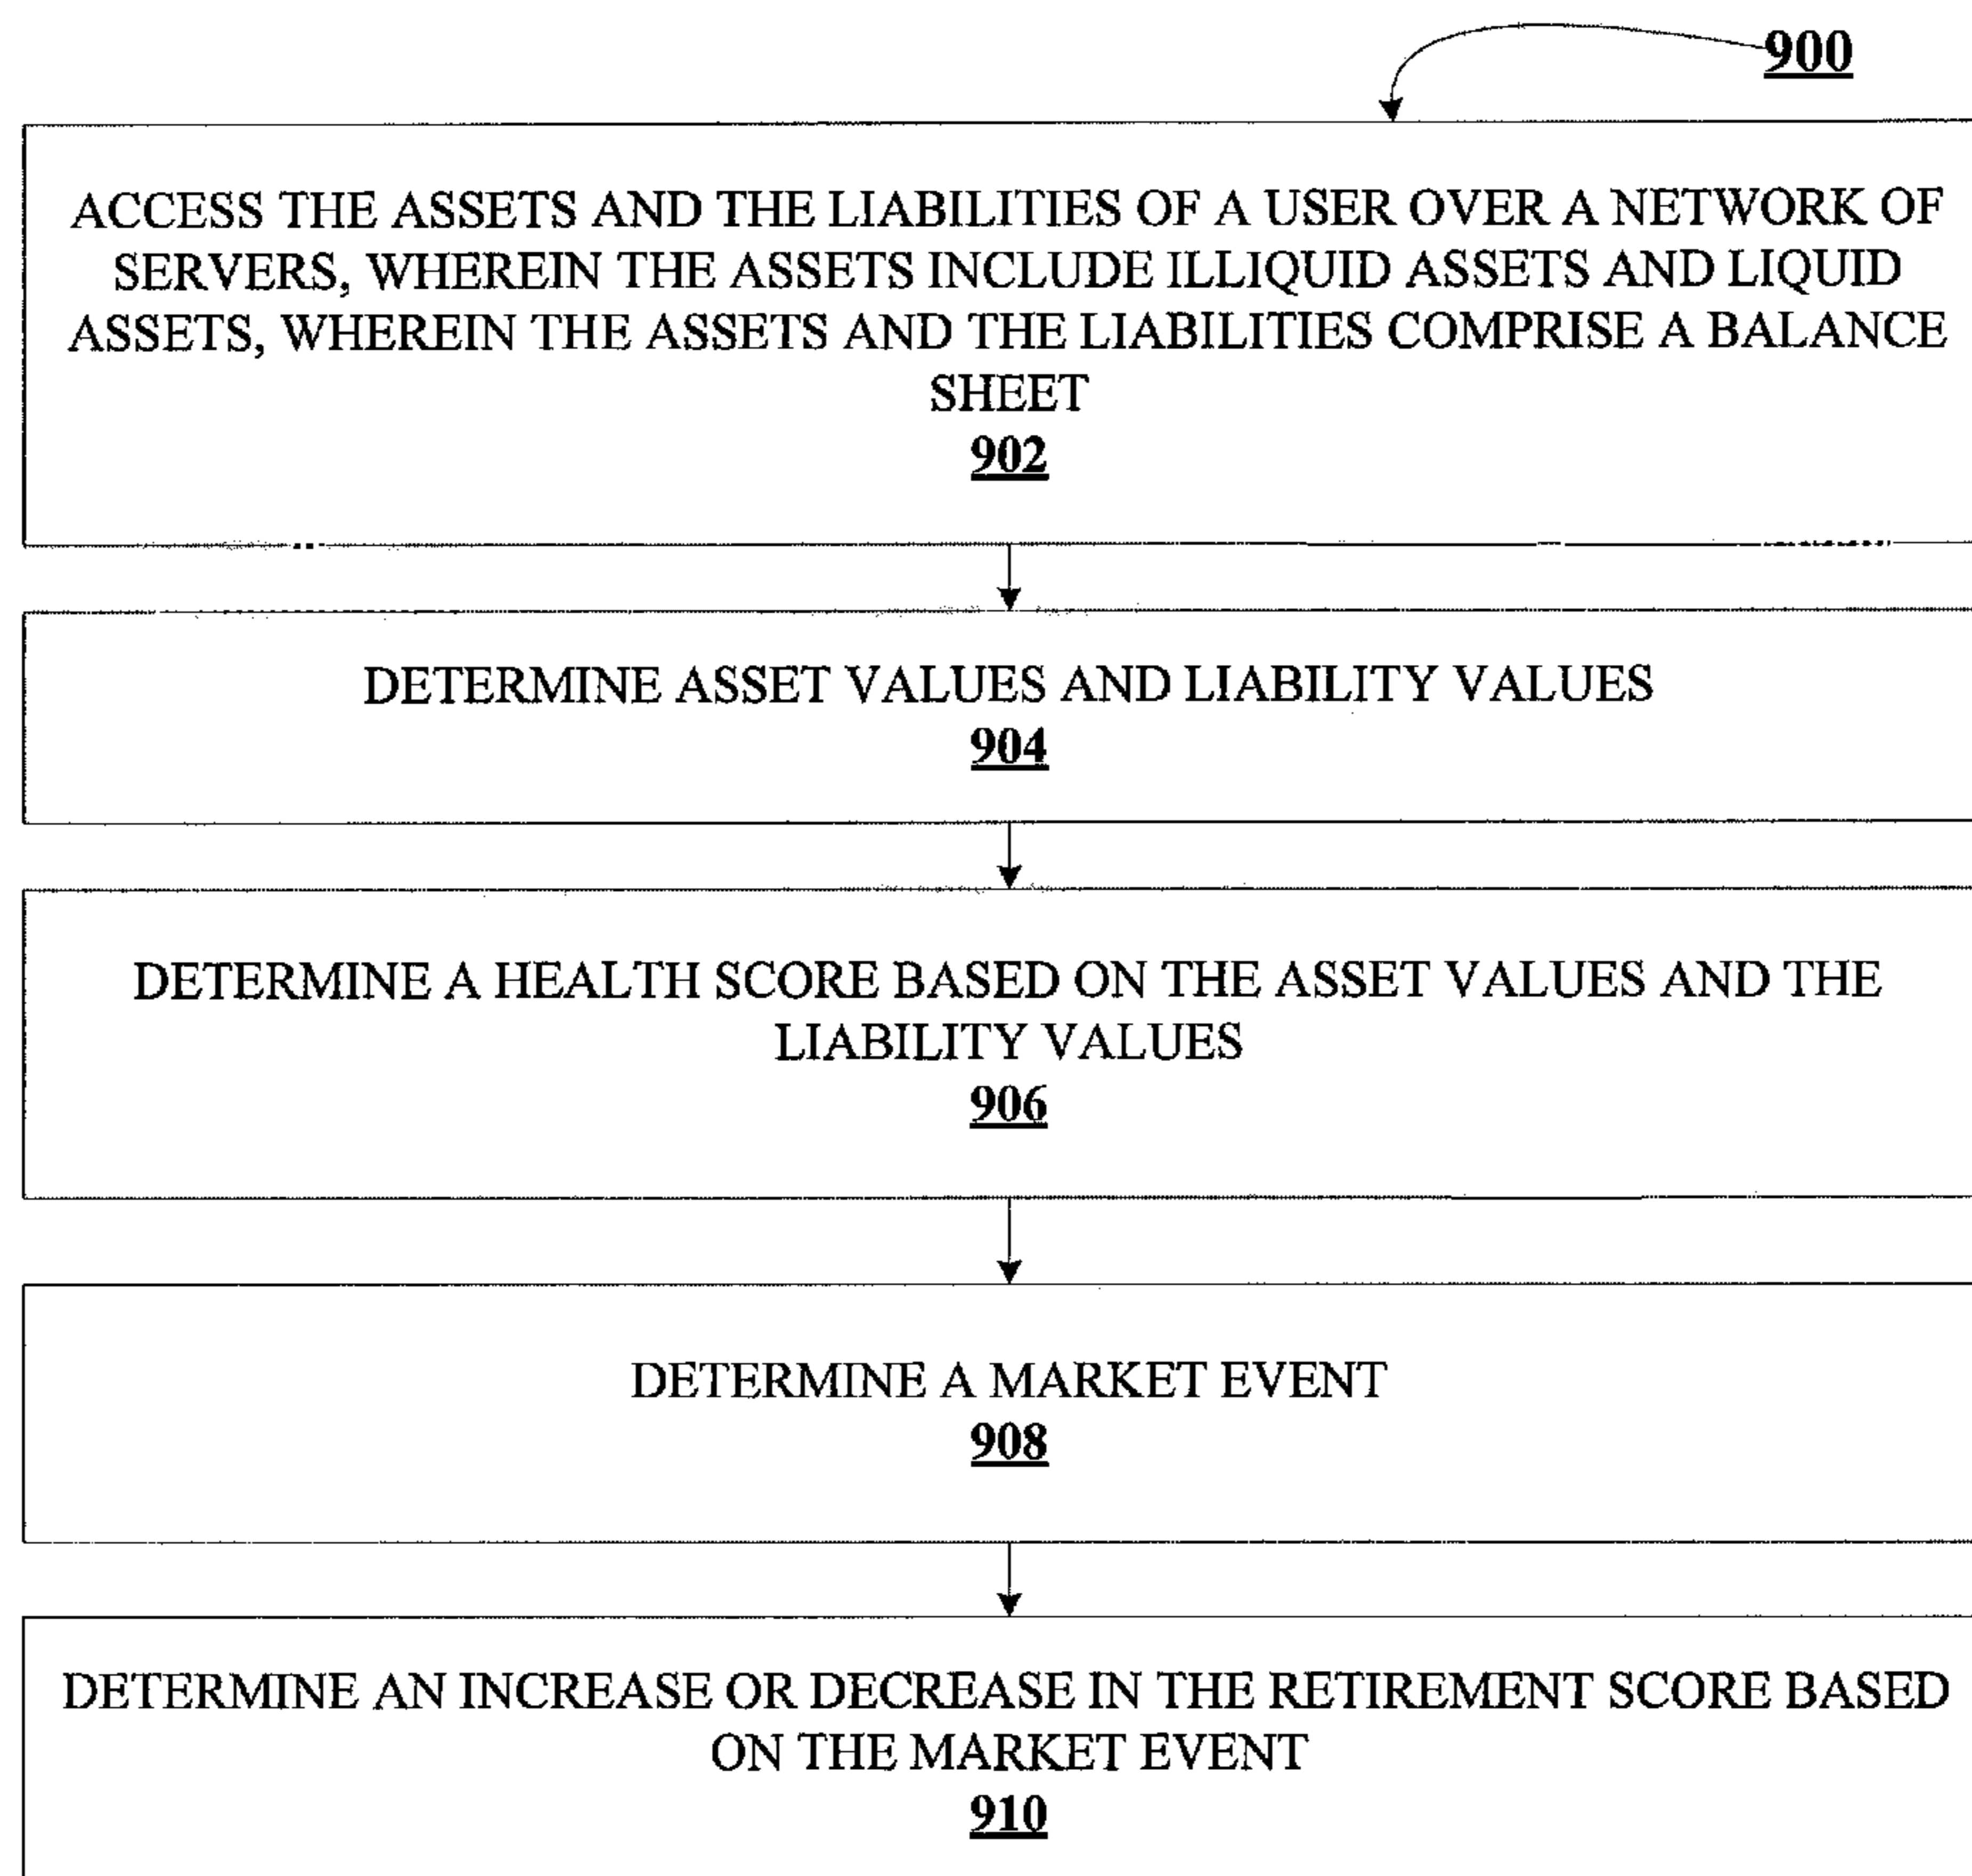 900
ACCESS THE ASSETS AND THE LIABILITIES OF A USER OVER A NETWORK OF
SERVERS, WHEREIN THE ASSETS INCLUDE ILLIQUID ASSETS AND LIQUID
ASSETS, WHEREIN THE ASSETS AND THE LIABILITIES COMPRISE A BALANCE
SHEET
902
DETERMINE ASSET VALUES AND LIABILITY VALUES
904
DETERMINE A HEALTH SCORE BASED ON THE ASSET VALUES AND THE
LIABILITY VALUES
906
DETERMINE A MARKET EVENT
908
DETERMINE AN INCREASE OR DECREASE IN THE RETIREMENT SCORE BASED
ON THE MARKET EVENT
910